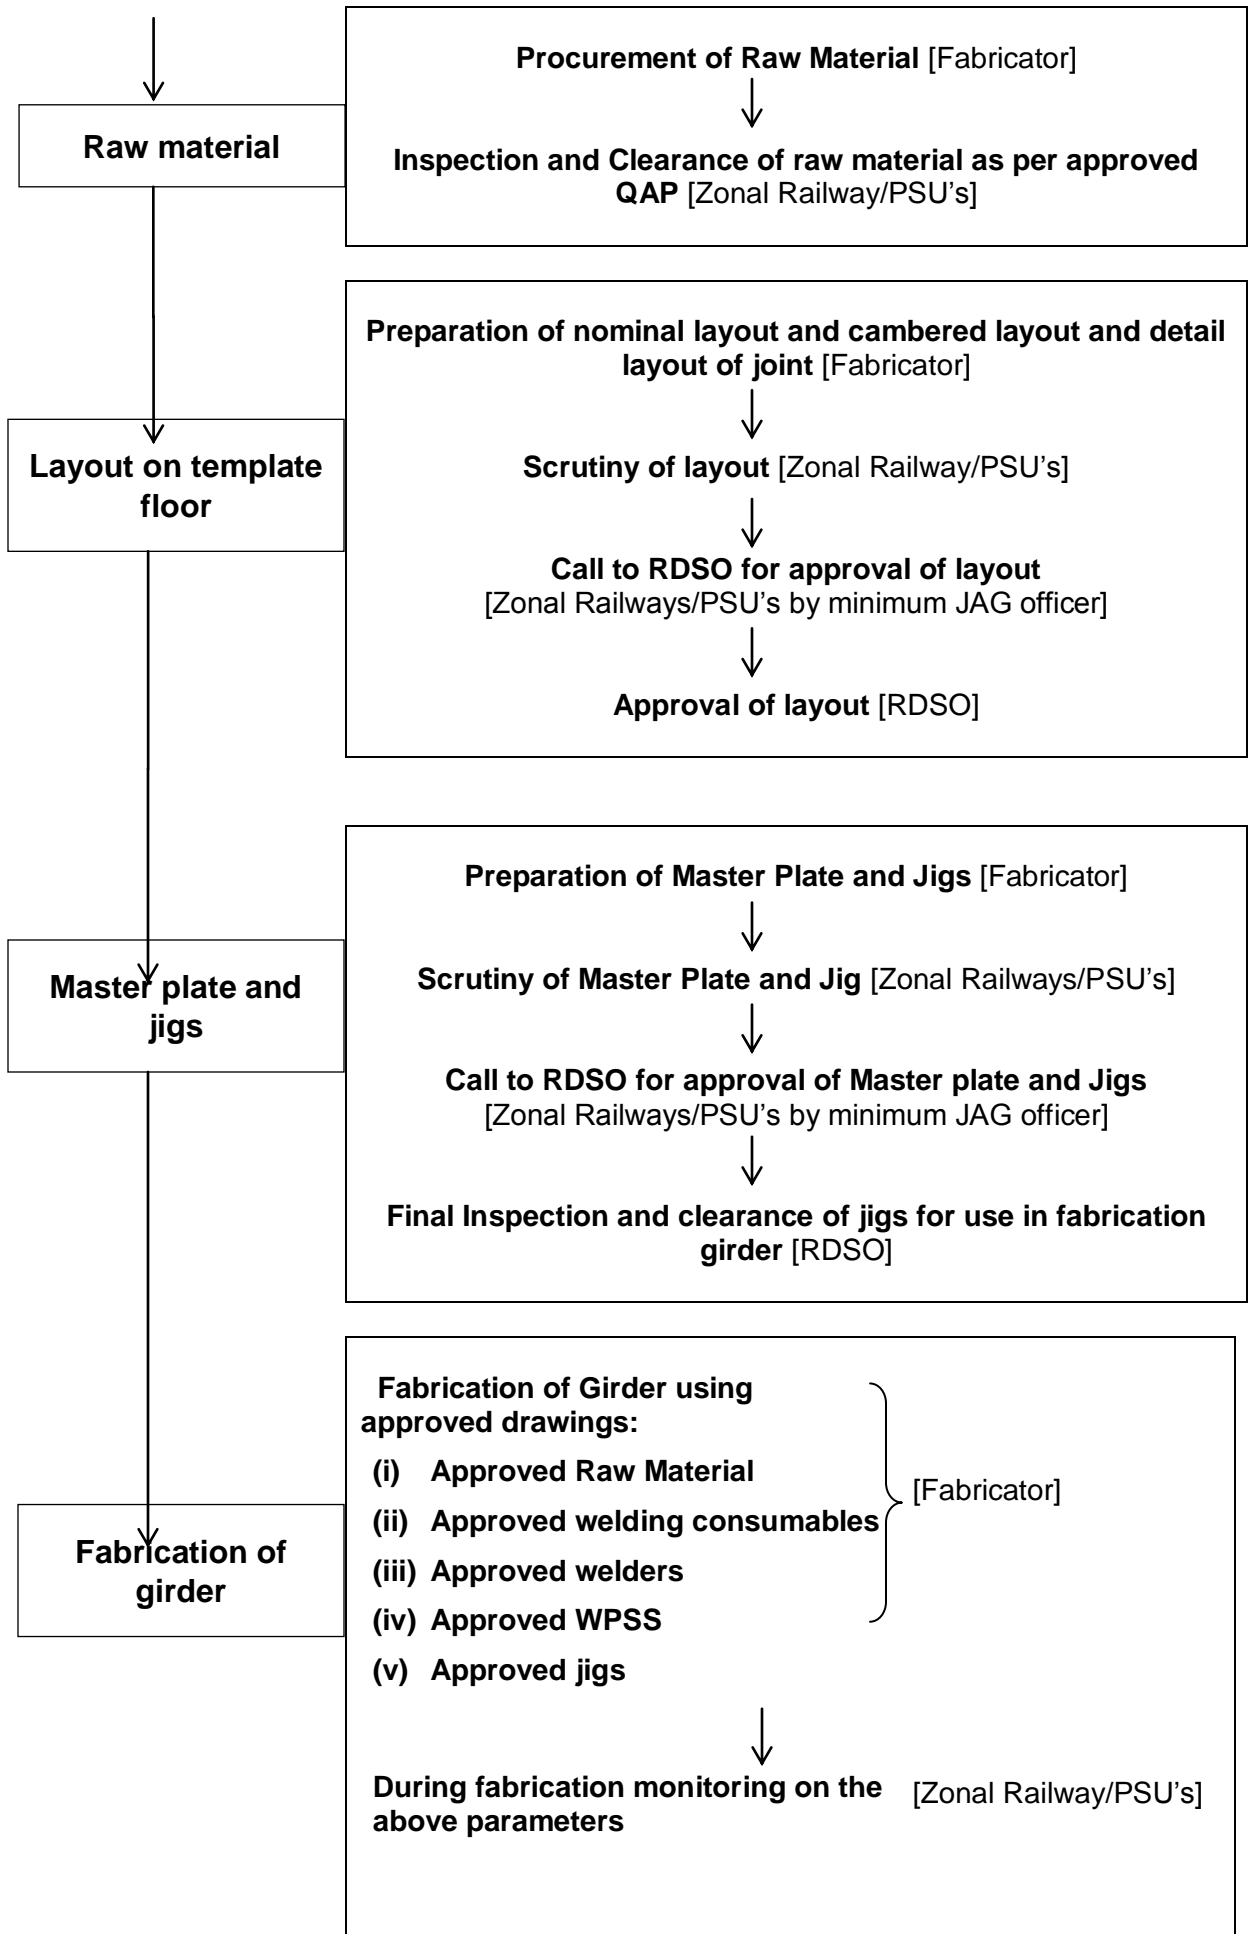 Procurement of Raw Material [Fabricator]
Raw material
Inspection and Clearance of raw material as per approved
QAP [Zonal Railway/PSU's]
Preparation of nominal layout and cambered layout and detail
layout of joint [Fabricator]
Layout on template
floor
Scrutiny of layout [Zonal Railway/PSU's]
Call to RDSO for approval of layout
[Zonal Railways/PSU's by minimum JAG officer]
Approval of layout [RDSO]
Preparation of Master Plate and Jigs [Fabricator]
Master plate and
jigs
Scrutiny of Master Plate and Jig [Zonal Railways/PSU's]
Call to RDSO for approval of Master plate and Jigs
[Zonal Railways/PSU's by minimum JAG officer]
Final Inspection and clearance of jigs for use in fabrication
girder [RDSO]
Fabrication of
girder
Fabrication of Girder using
approved drawings:
(i) Approved Raw Material
(ii) Approved welding consumables
(iii) Approved welders
(iv) Approved WPSS
(v) Approved jigs
[Fabricator]
During fabrication monitoring on the
above parameters
[Zonal Railway/PSU's]